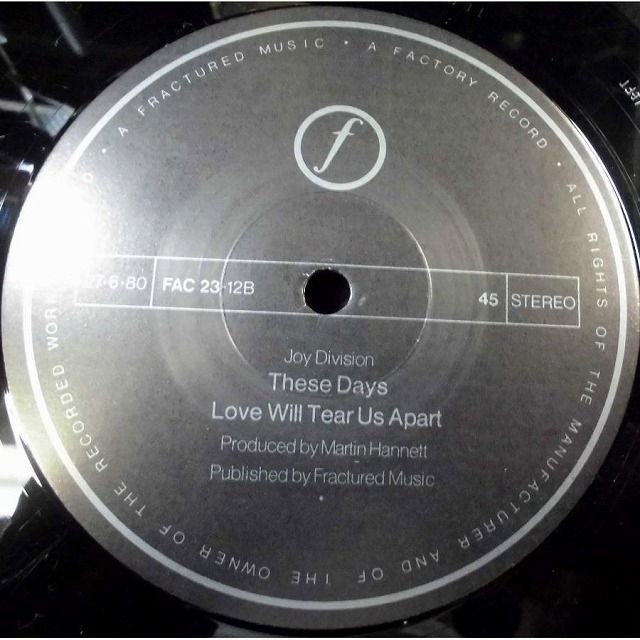 A FRACTURED MUSIC · A FACTORY RECORD · ALL RIGHTS OF THE MANUFACTURER AND OF THE OWNER OF THE RECORDED WORK
f
27·6·80 FAC 23-12B 45 STEREO
Joy Division
These Days
Love Will Tear Us Apart
Produced by Martin Hannett
Published by Fractured Music